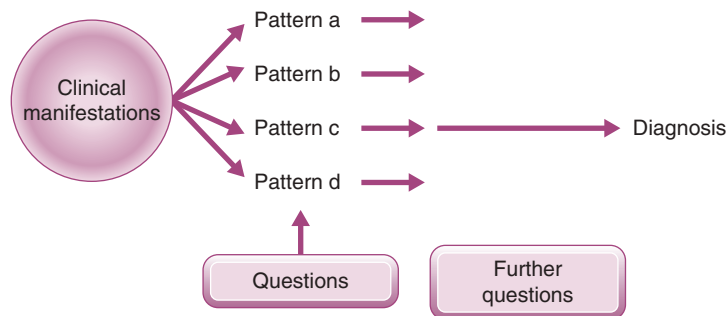 Clinical
manifestations
Pattern a
Pattern b
Pattern c
Pattern d
Diagnosis
Questions
Further
questions